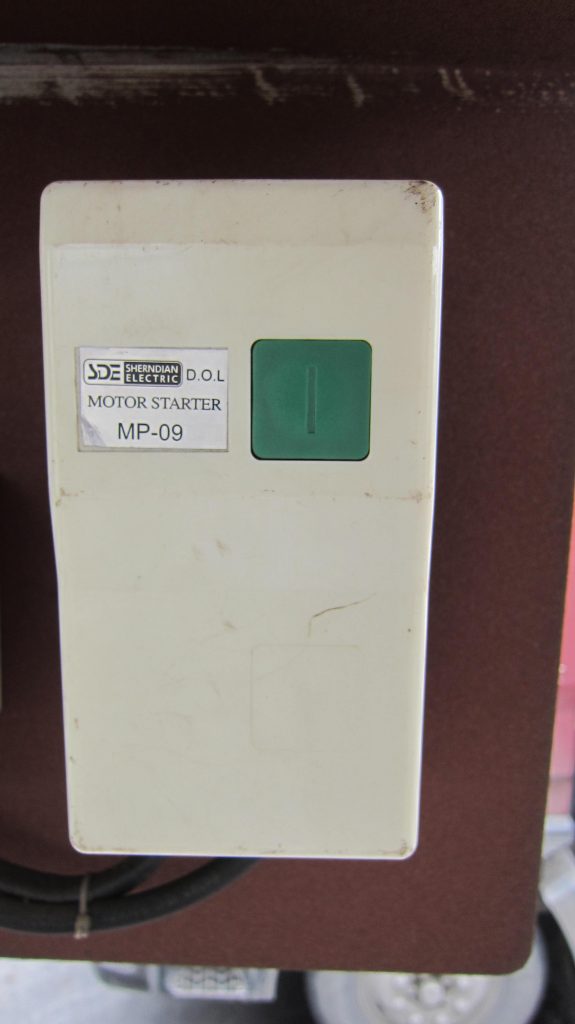 SDE SHERNDIAN ELECTRIC D.O.L
MOTOR STARTER
MP-09